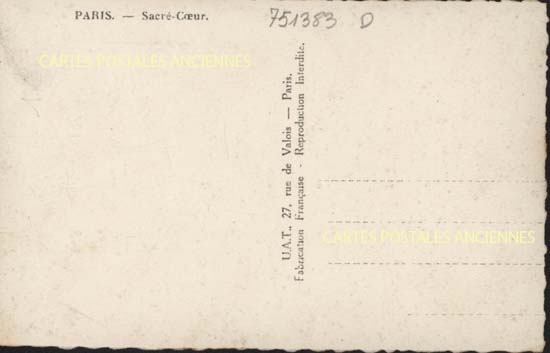 PARIS. — Sacré-Cœur.
751383 D
CARTES POSTALES ANCIENNES
U.A.T., 27, rue de Valois — Paris.
Fabrication Française - Reproduction Interdite.
CARTES POSTALES ANCIENNES